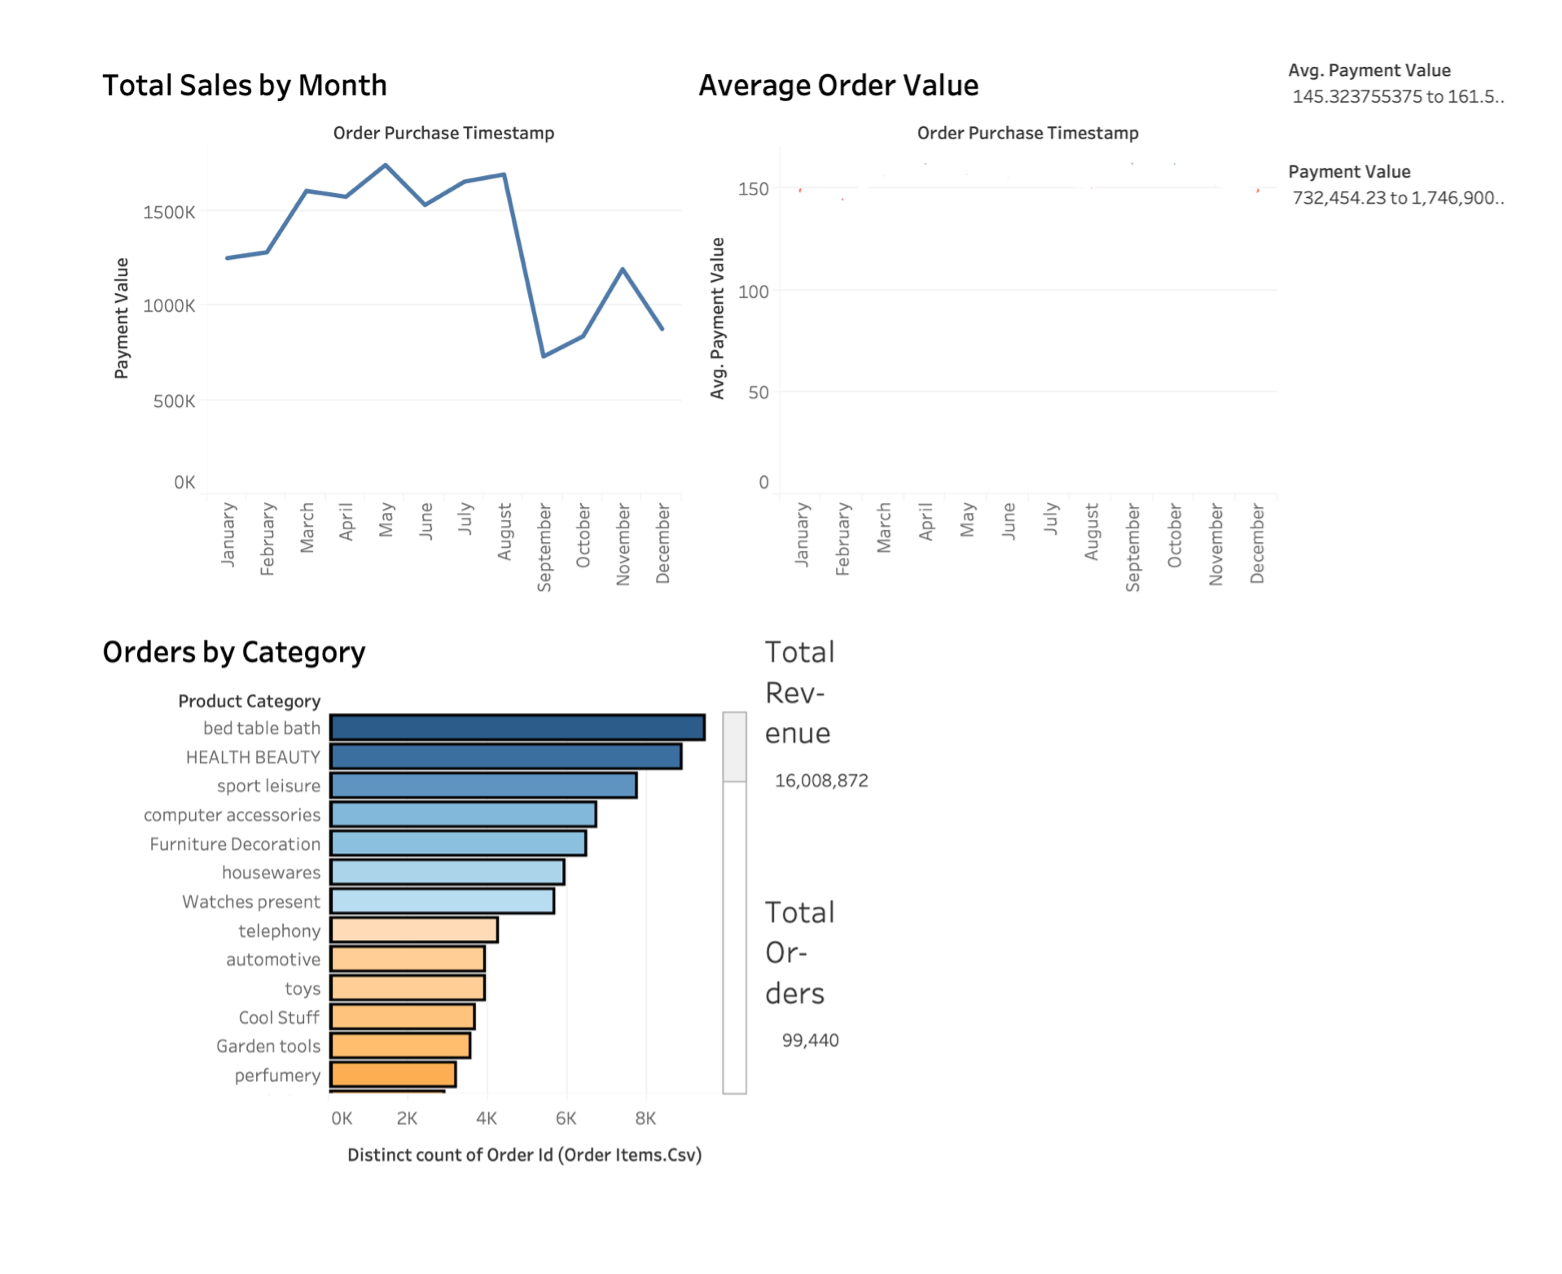 Total Sales by Month
Order Purchase Timestamp
Payment Value
1500K
1000K
500K
0K
January
February
March
April
May
June
July
August
September
October
November
December
Average Order Value
Order Purchase Timestamp
Avg. Payment Value
150
100
50
0
January
February
March
April
May
June
July
August
September
October
November
December
Avg. Payment Value
145.323755375 to 161.5..
Payment Value
732,454.23 to 1,746,900..
Orders by Category
Product Category
bed table bath
HEALTH BEAUTY
sport leisure
computer accessories
Furniture Decoration
housewares
Watches present
telephony
automotive
toys
Cool Stuff
Garden tools
perfumery
0K
2K
4K
6K
8K
Distinct count of Order Id (Order Items.Csv)
Total
Rev-
enue
16,008,872
Total
Or-
ders
99,440